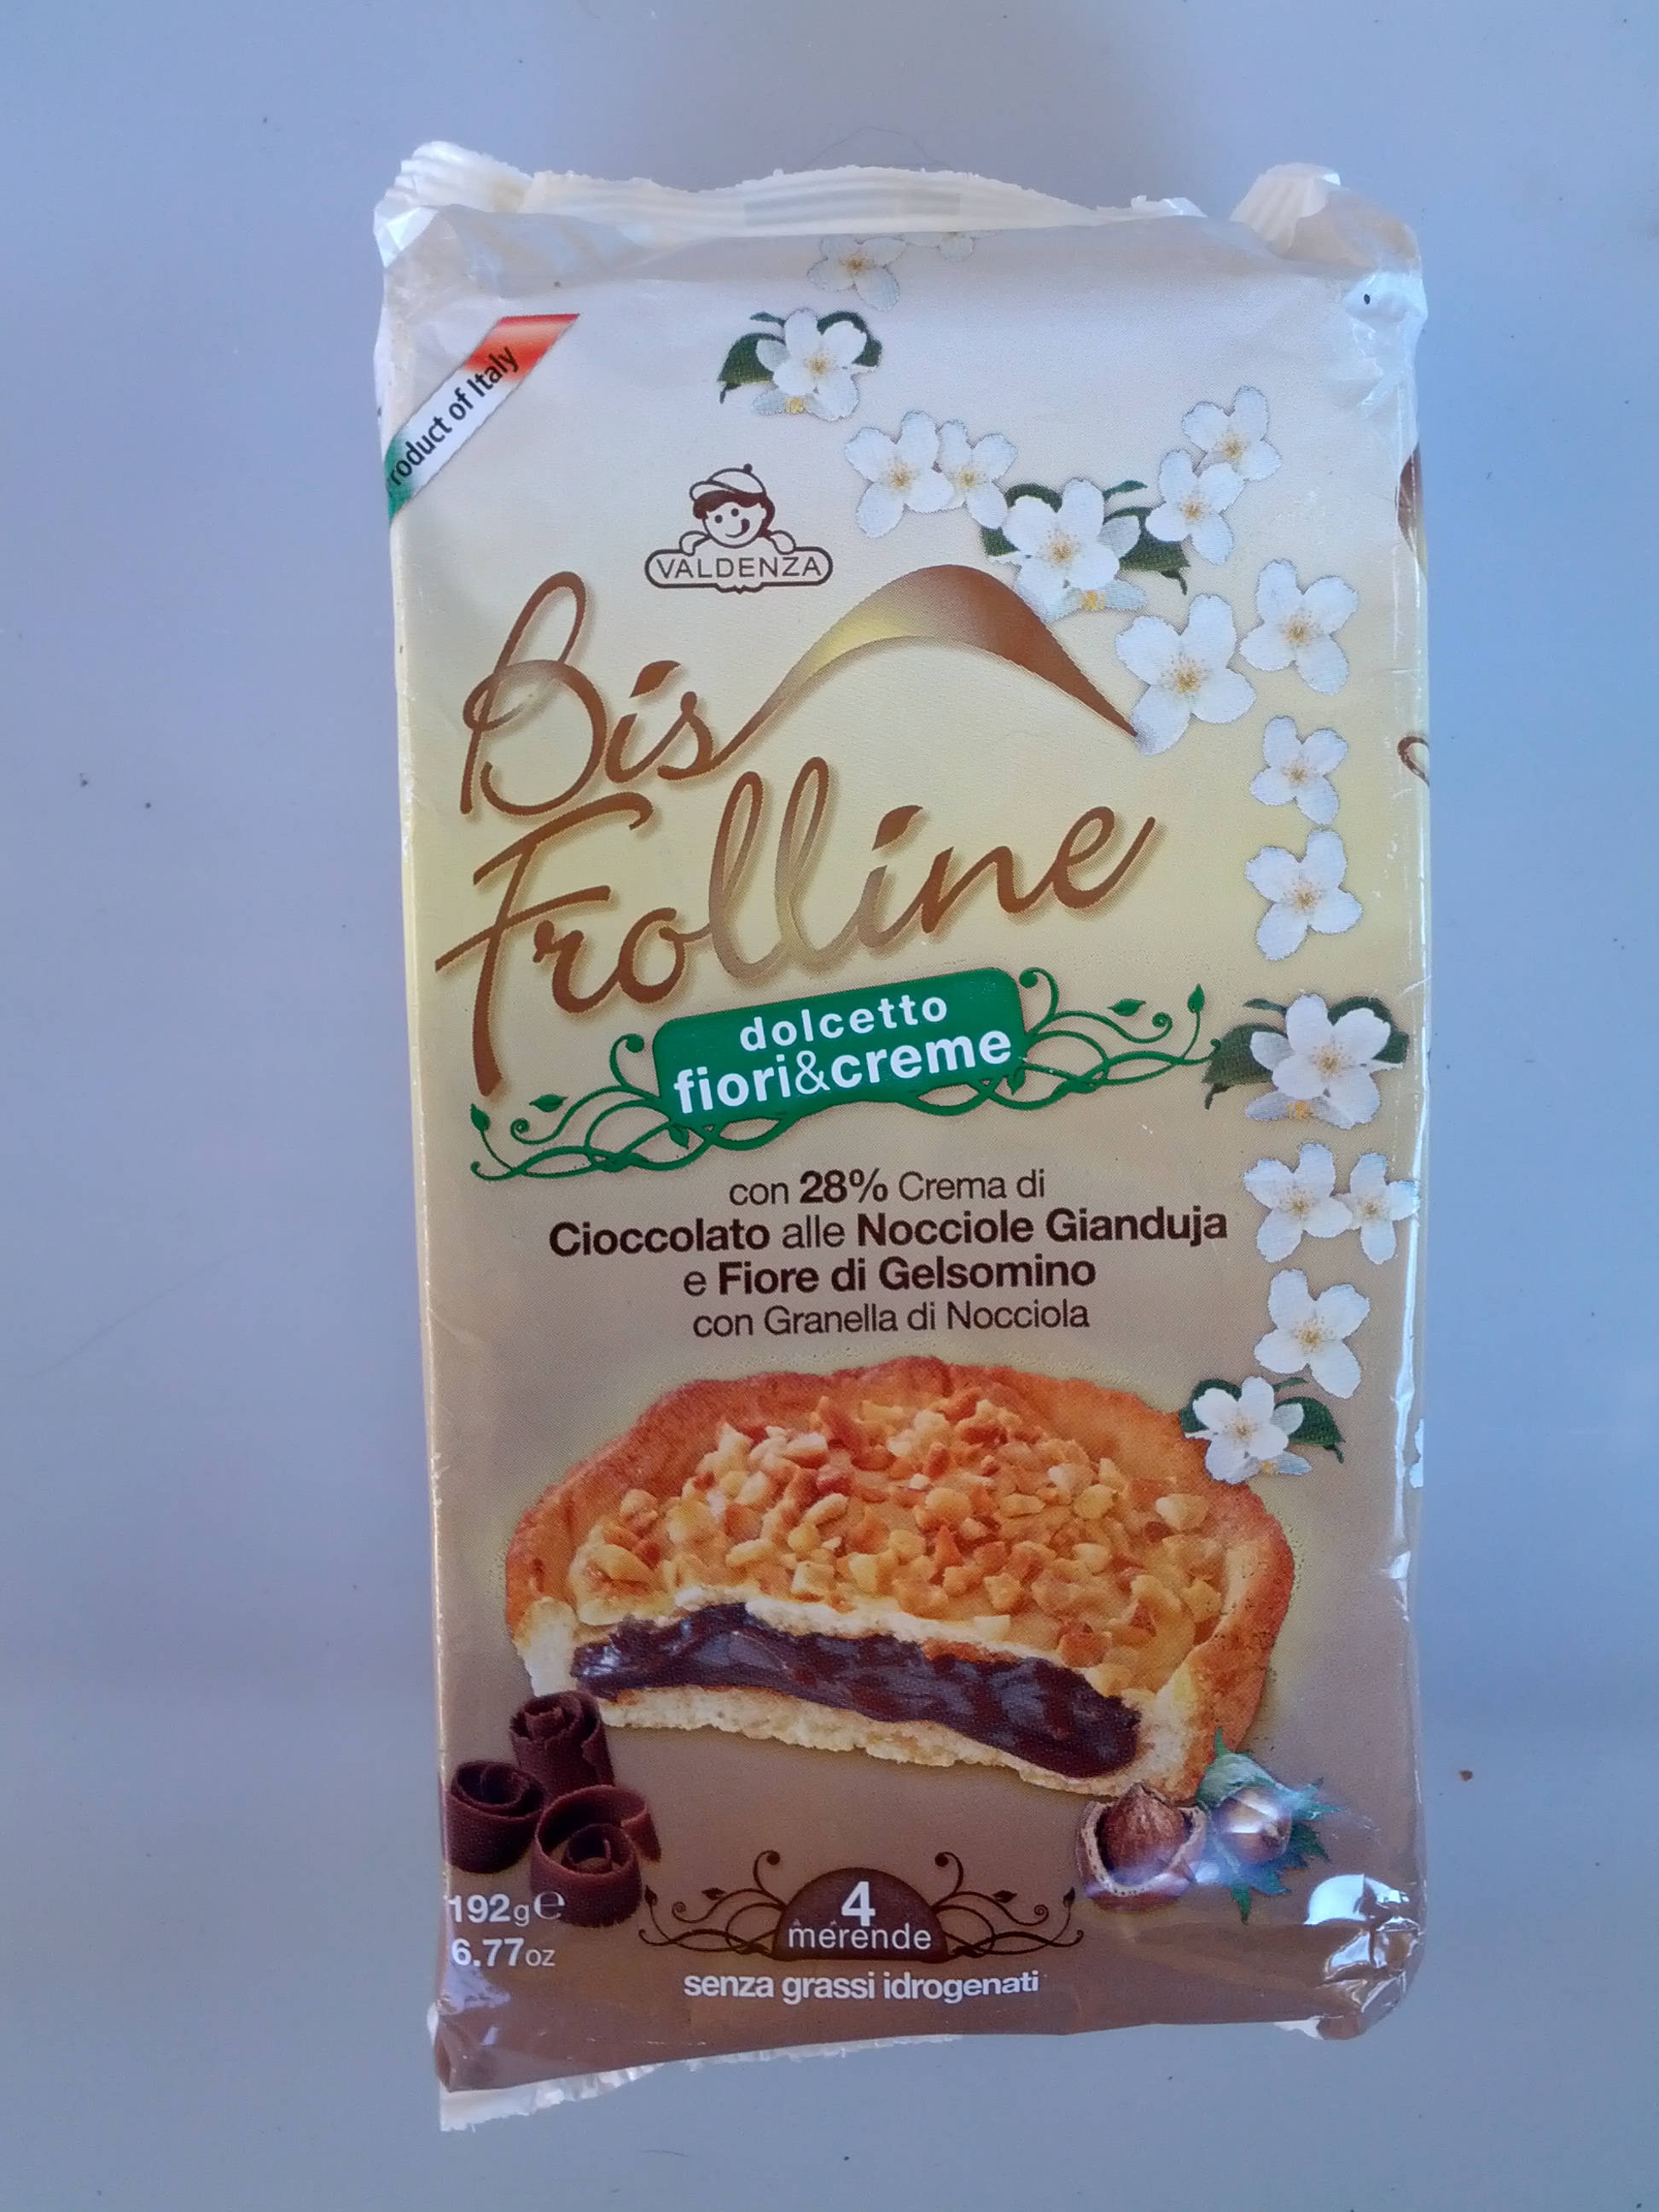 Product of Italy
VALDENZA
Bis
Frolline
dolcetto
fiori&creme
con 28% Crema di
Cioccolato alle Nocciole Gianduja
e Fiore di Gelsomino
con Granella di Nocciola
192g℮
6.77oz
4
merende
senza grassi idrogenati